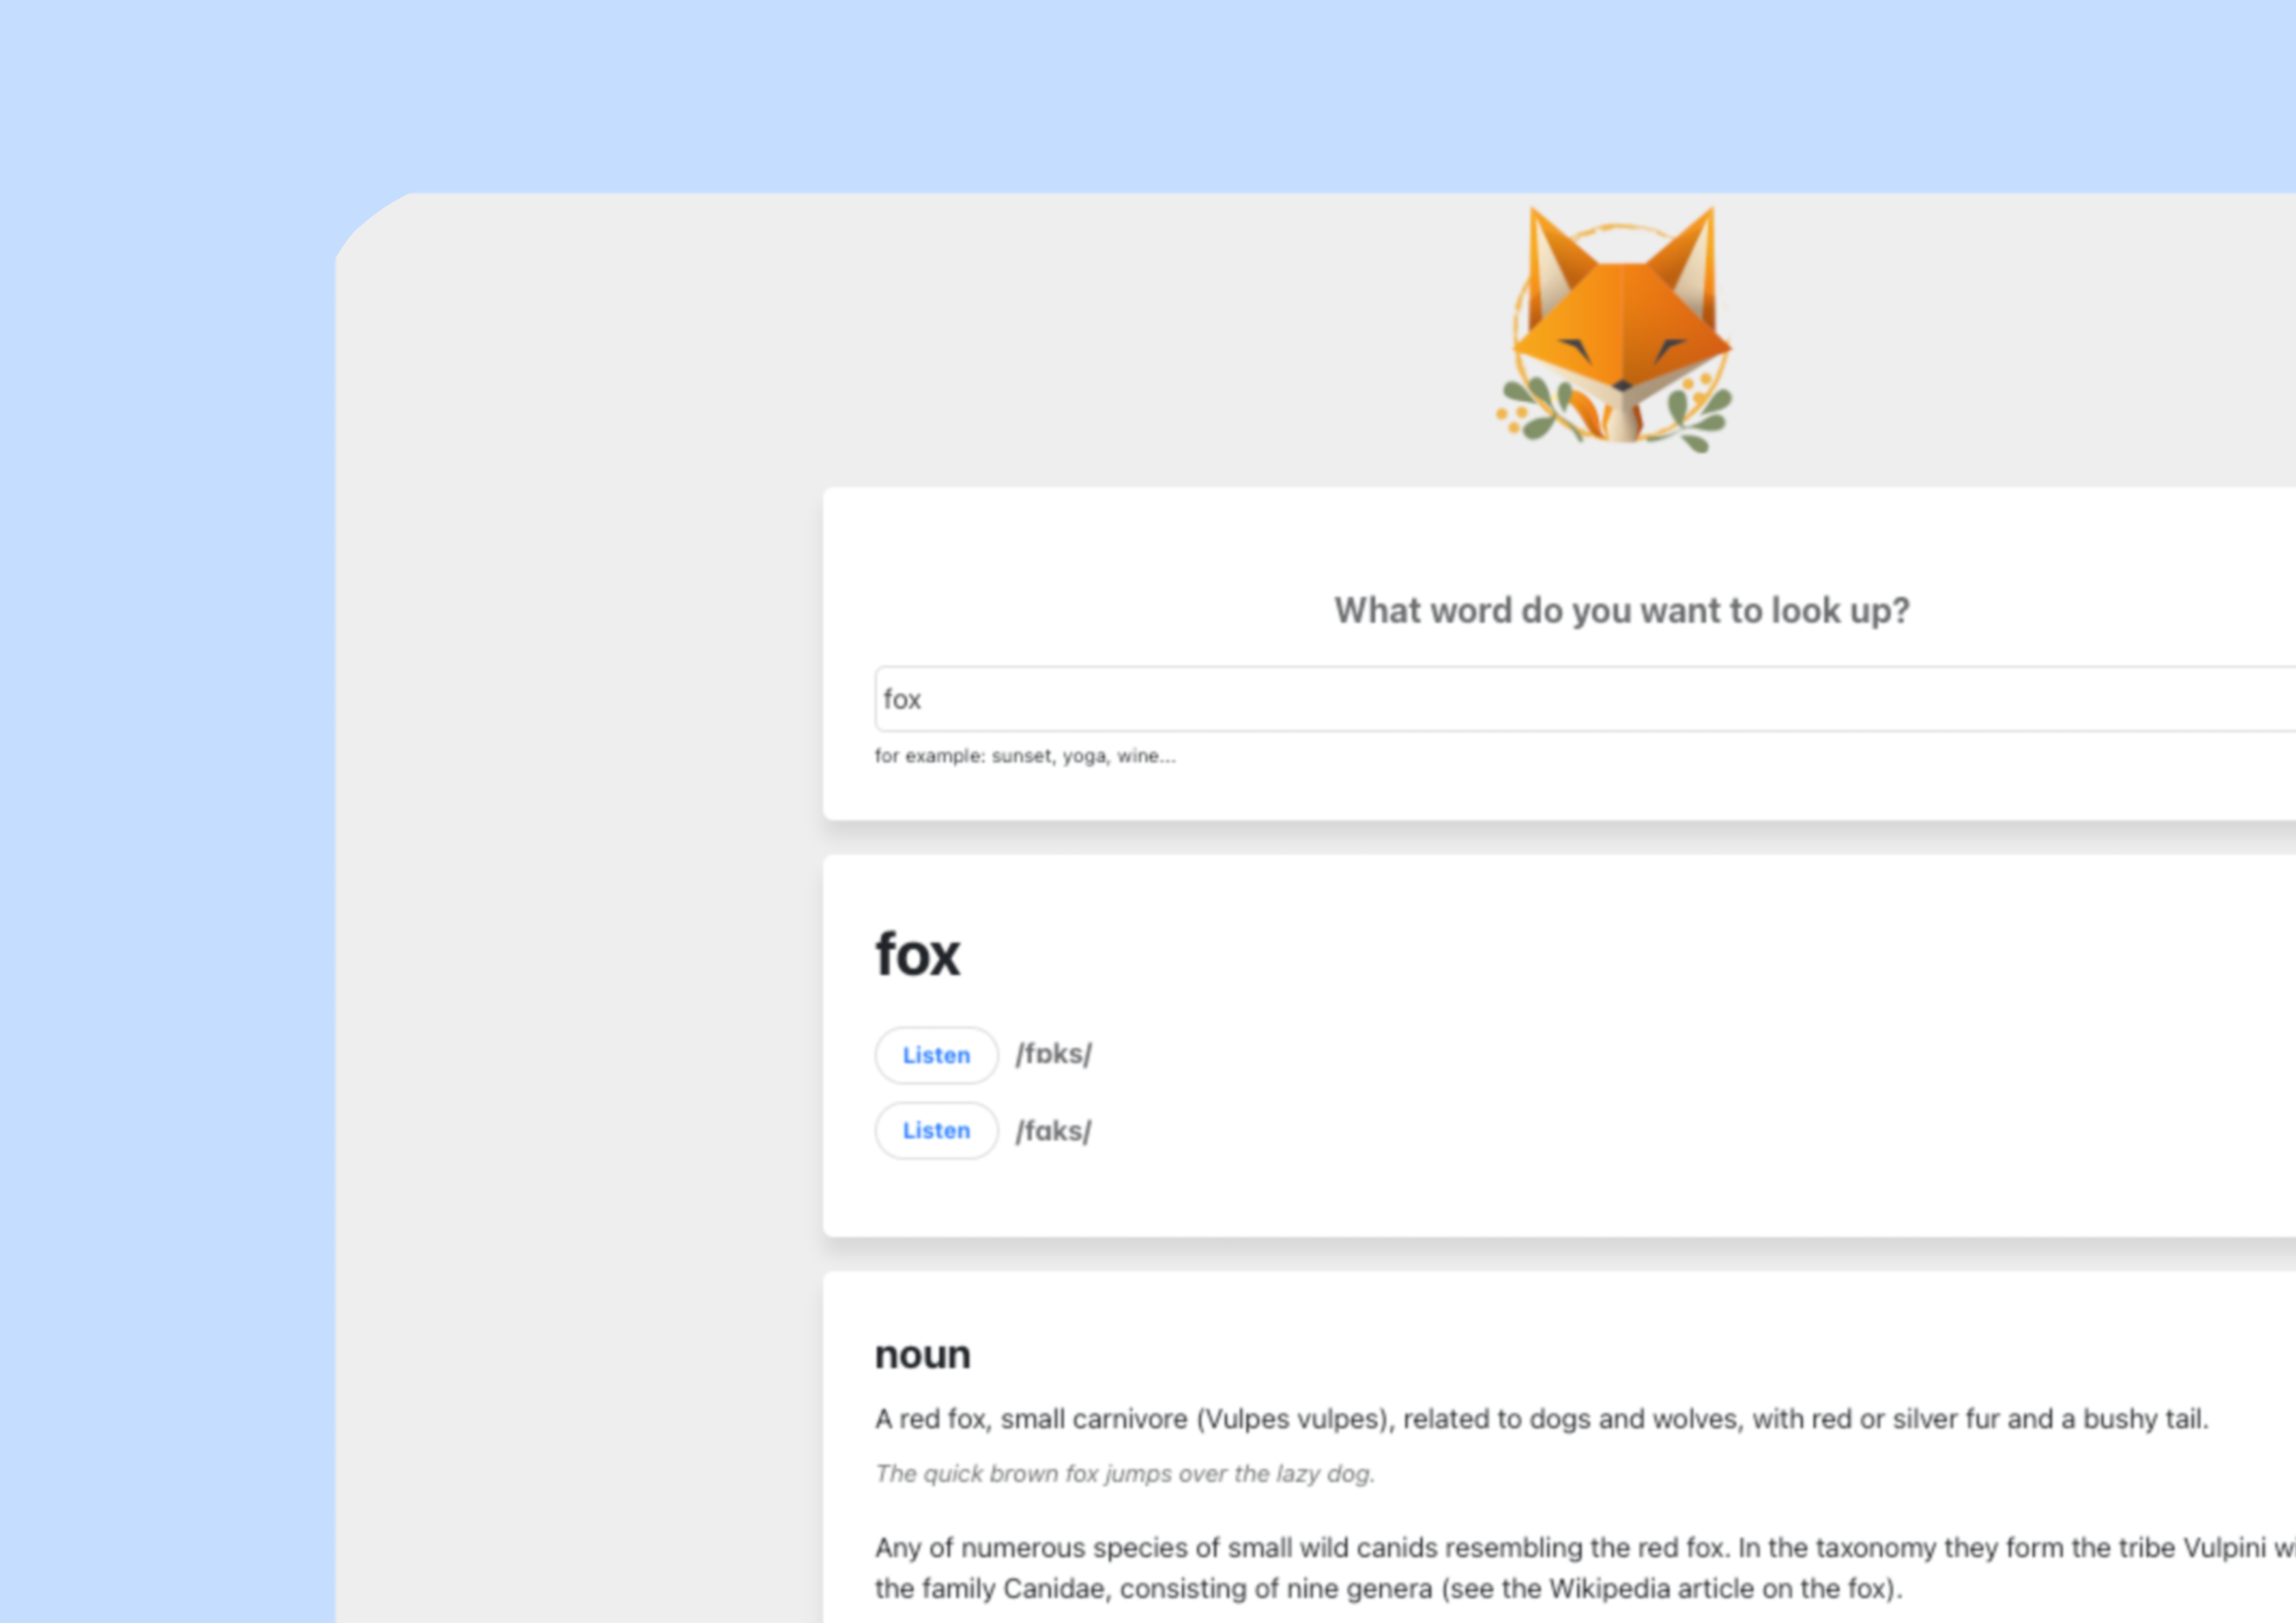 What word do you want to look up?
fox
for example: sunset, yoga, wine...
fox
Listen /fɒks/
Listen /fɑks/
noun
A red fox, small carnivore (Vulpes vulpes), related to dogs and wolves, with red or silver fur and a bushy tail.
The quick brown fox jumps over the lazy dog.
Any of numerous species of small wild canids resembling the red fox. In the taxonomy they form the tribe Vulpini
the family Canidae, consisting of nine genera (see the Wikipedia article on the fox).